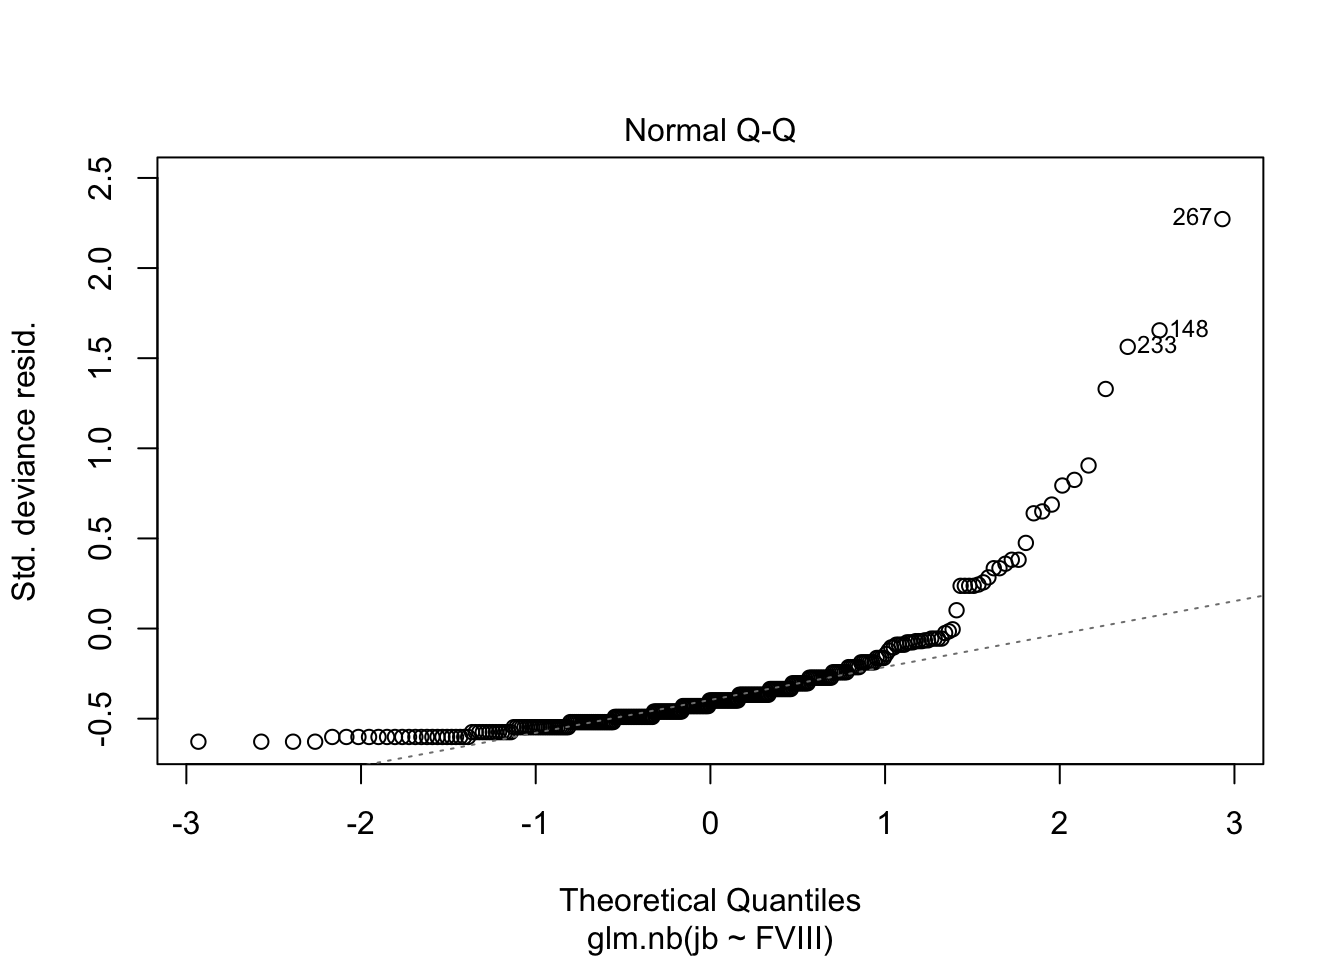 Normal Q-Q
2.5
2.0
1.5
1.0
0.5
0.0
-0.5
Std. deviance resid.
267
148
233
-3 -2 -1 0 1 2 3
Theoretical Quantiles
glm.nb(jb ~ FVIII)